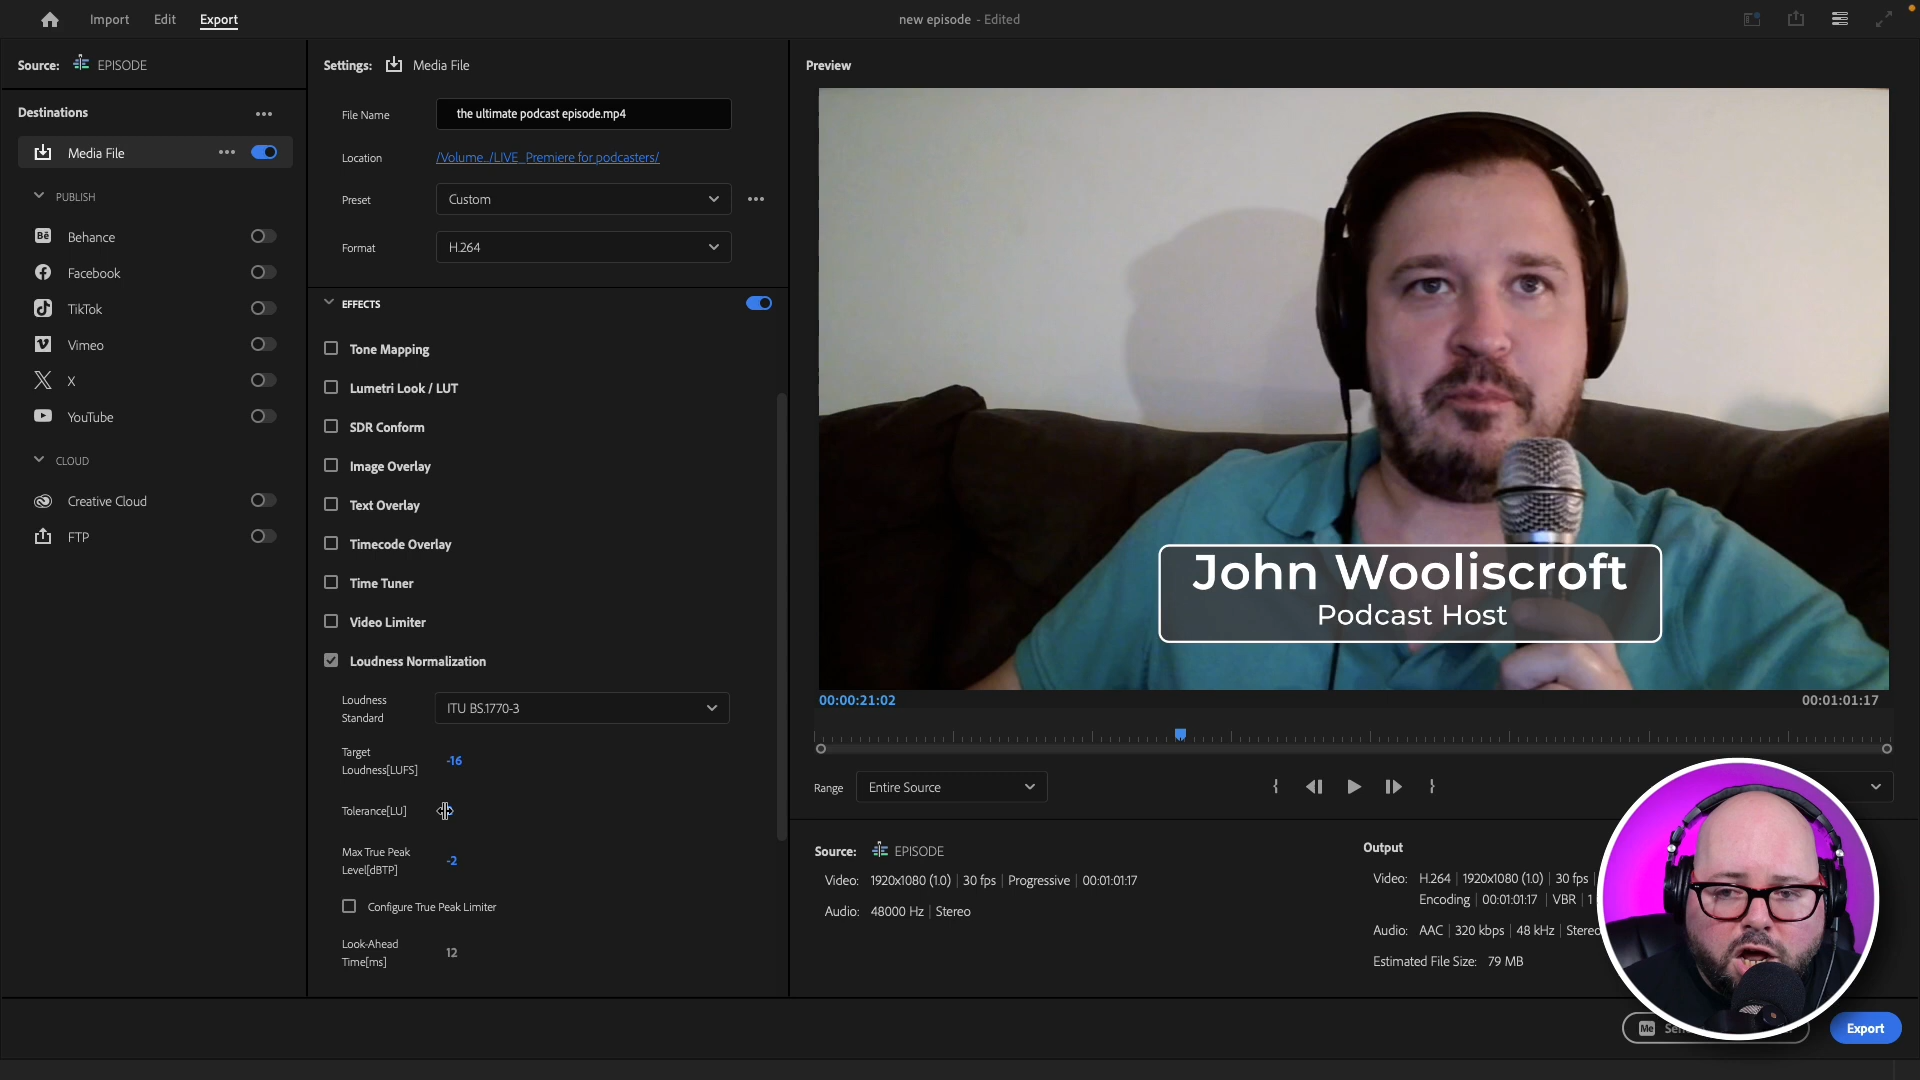 Import
Edit
Export
new episode - Edited
Source: EPISODE
Destinations
Media File
PUBLISH
Bē Behance
Facebook
TikTok
Vimeo
X
YouTube
CLOUD
Creative Cloud
FTP
Settings: Media File
File Name the ultimate podcast episode.mp4
Location /Volume.../LIVE_Premiere for podcasters/
Preset Custom
Format H.264
EFFECTS
Tone Mapping
Lumetri Look / LUT
SDR Conform
Image Overlay
Text Overlay
Timecode Overlay
Time Tuner
Video Limiter
Loudness Normalization
Loudness
Standard
ITU BS.1770-3
Target
Loudness[LUFS]
-16
Tolerance[LU]
Max True Peak
Level[dBTP]
-2
Configure True Peak Limiter
Look-Ahead
Time[ms]
12
Preview
John Wooliscroft
Podcast Host
00:00:21:02
00:01:01:17
Range Entire Source
Source: EPISODE
Video: 1920x1080 (1.0) | 30 fps | Progressive | 00:01:01:17
Audio: 48000 Hz | Stereo
Output
Video: H.264 | 1920x1080 (1.0) | 30 fps |
Encoding | 00:01:01:17 | VBR | 1
Audio: AAC | 320 kbps | 48 kHz | Stereo
Estimated File Size: 79 MB
Me
Export